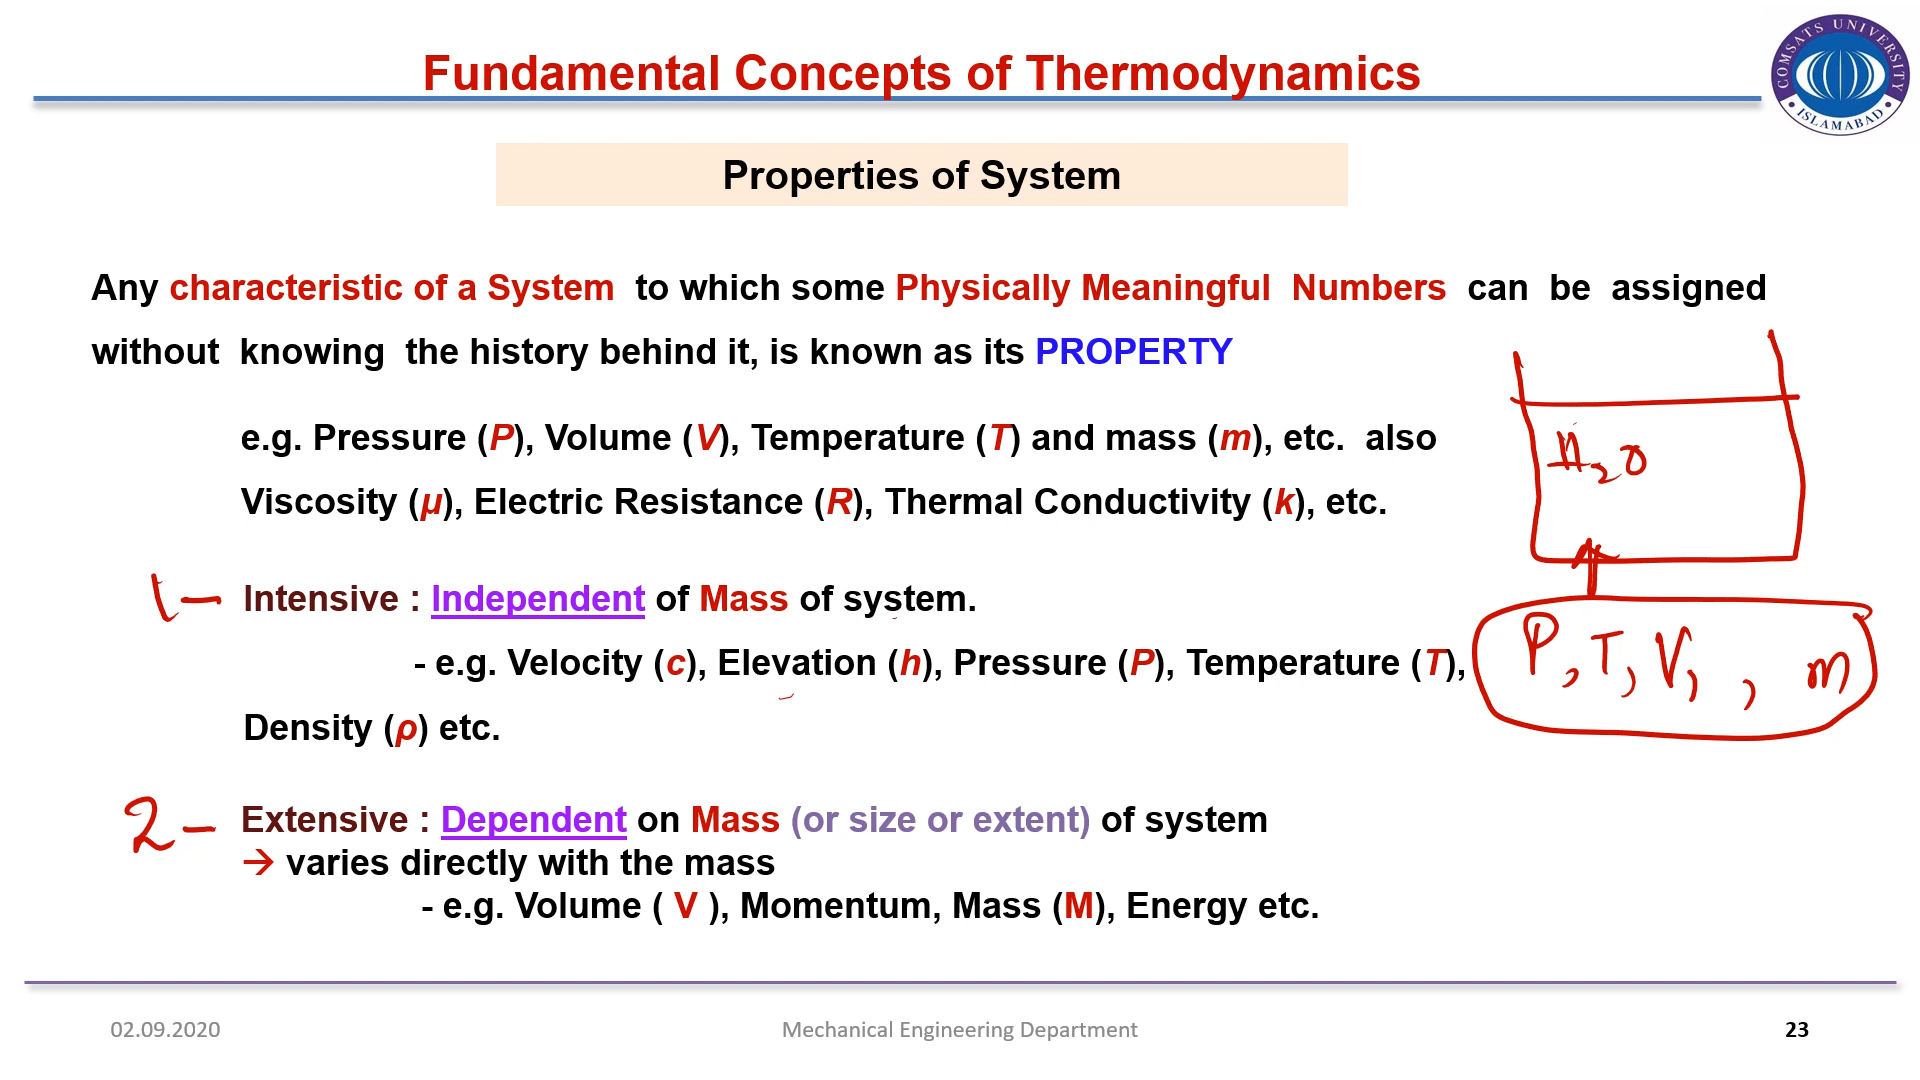 Fundamental Concepts of Thermodynamics
COMSATS UNIVERSITY
• ISLAMABAD •
Properties of System
Any characteristic of a System to which some Physically Meaningful Numbers can be assigned
without knowing the history behind it, is known as its PROPERTY
e.g. Pressure (P), Volume (V), Temperature (T) and mass (m), etc. also
Viscosity (μ), Electric Resistance (R), Thermal Conductivity (k), etc.
H2O
1- Intensive : Independent of Mass of system.
- e.g. Velocity (c), Elevation (h), Pressure (P), Temperature (T),
Density (ρ) etc.
P, T, V, , m
2- Extensive : Dependent on Mass (or size or extent) of system
→ varies directly with the mass
- e.g. Volume ( V ), Momentum, Mass (M), Energy etc.
02.09.2020
Mechanical Engineering Department
23